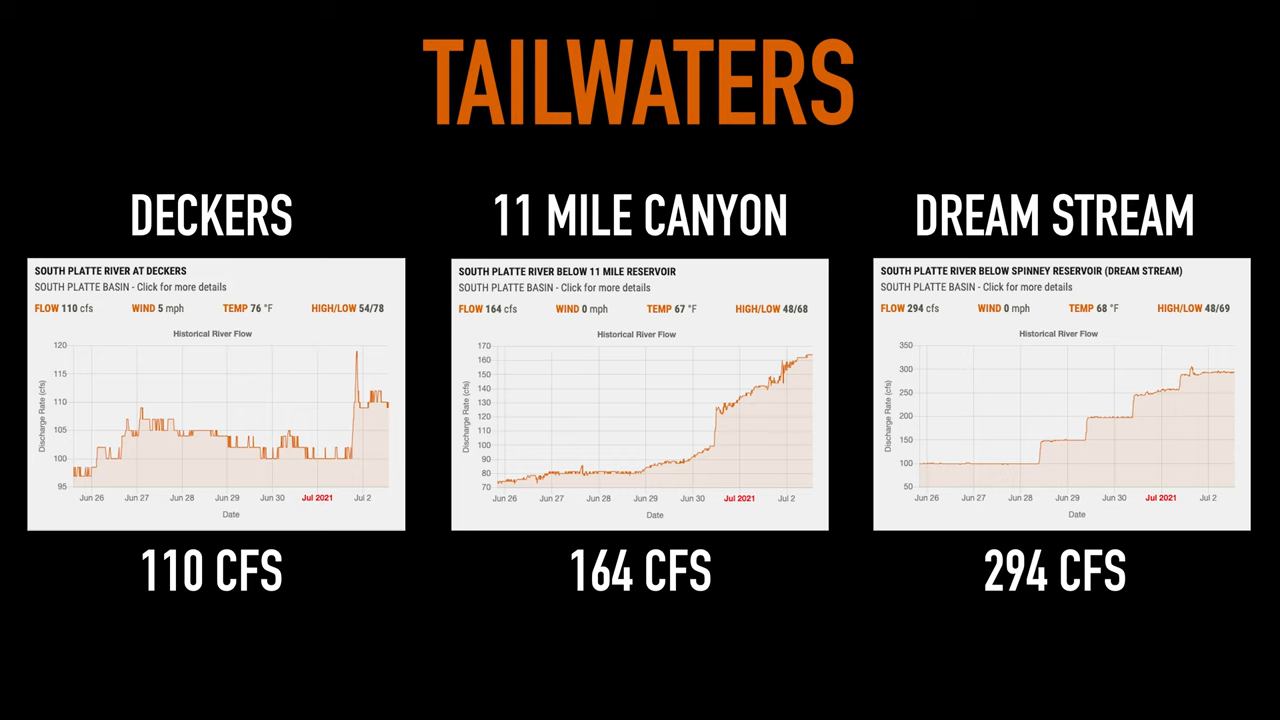 TAILWATERS
DECKERS
SOUTH PLATTE RIVER AT DECKERS
SOUTH PLATTE BASIN - Click for more details
FLOW 110 cfs WIND 5 mph TEMP 76 °F HIGH/LOW 54/78
Historical River Flow
120
115
110
105
100
95
Discharge Rate (cfs)
Jun 26 Jun 27 Jun 28 Jun 29 Jun 30 Jul 2021 Jul 2
Date
110 CFS
11 MILE CANYON
SOUTH PLATTE RIVER BELOW 11 MILE RESERVOIR
SOUTH PLATTE BASIN - Click for more details
FLOW 164 cfs WIND 0 mph TEMP 67 °F HIGH/LOW 48/68
Historical River Flow
170
160
150
140
130
120
110
100
90
80
70
Discharge Rate (cfs)
Jun 26 Jun 27 Jun 28 Jun 29 Jun 30 Jul 2021 Jul 2
Date
164 CFS
DREAM STREAM
SOUTH PLATTE RIVER BELOW SPINNEY RESERVOIR (DREAM STREAM)
SOUTH PLATTE BASIN - Click for more details
FLOW 294 cfs WIND 0 mph TEMP 68 °F HIGH/LOW 48/69
Historical River Flow
350
300
250
200
150
100
50
Discharge Rate (cfs)
Jun 26 Jun 27 Jun 28 Jun 29 Jun 30 Jul 2021 Jul 2
Date
294 CFS